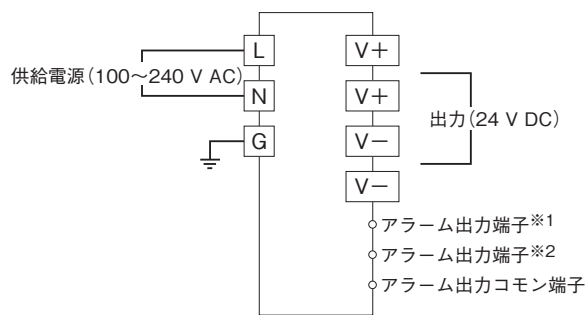 L
V+
供給電源(100～240 V AC)
N
V+
出力(24 V DC)
G
V−
V−
アラーム出力端子※1
アラーム出力端子※2
アラーム出力コモン端子